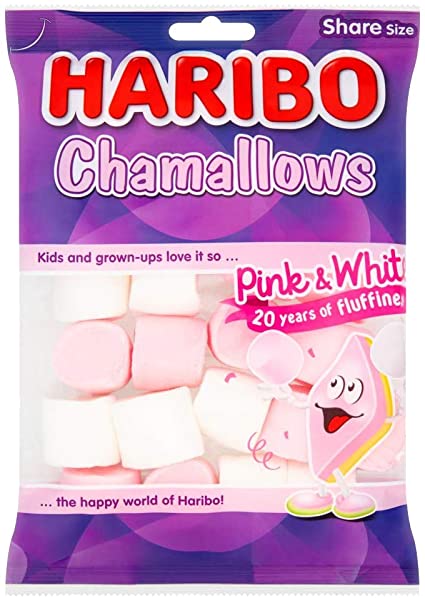 Share Size
HARIBO
Chamallows
Kids and grown-ups love it so ...
Pink & White
20 years of fluffine
... the happy world of Haribo!